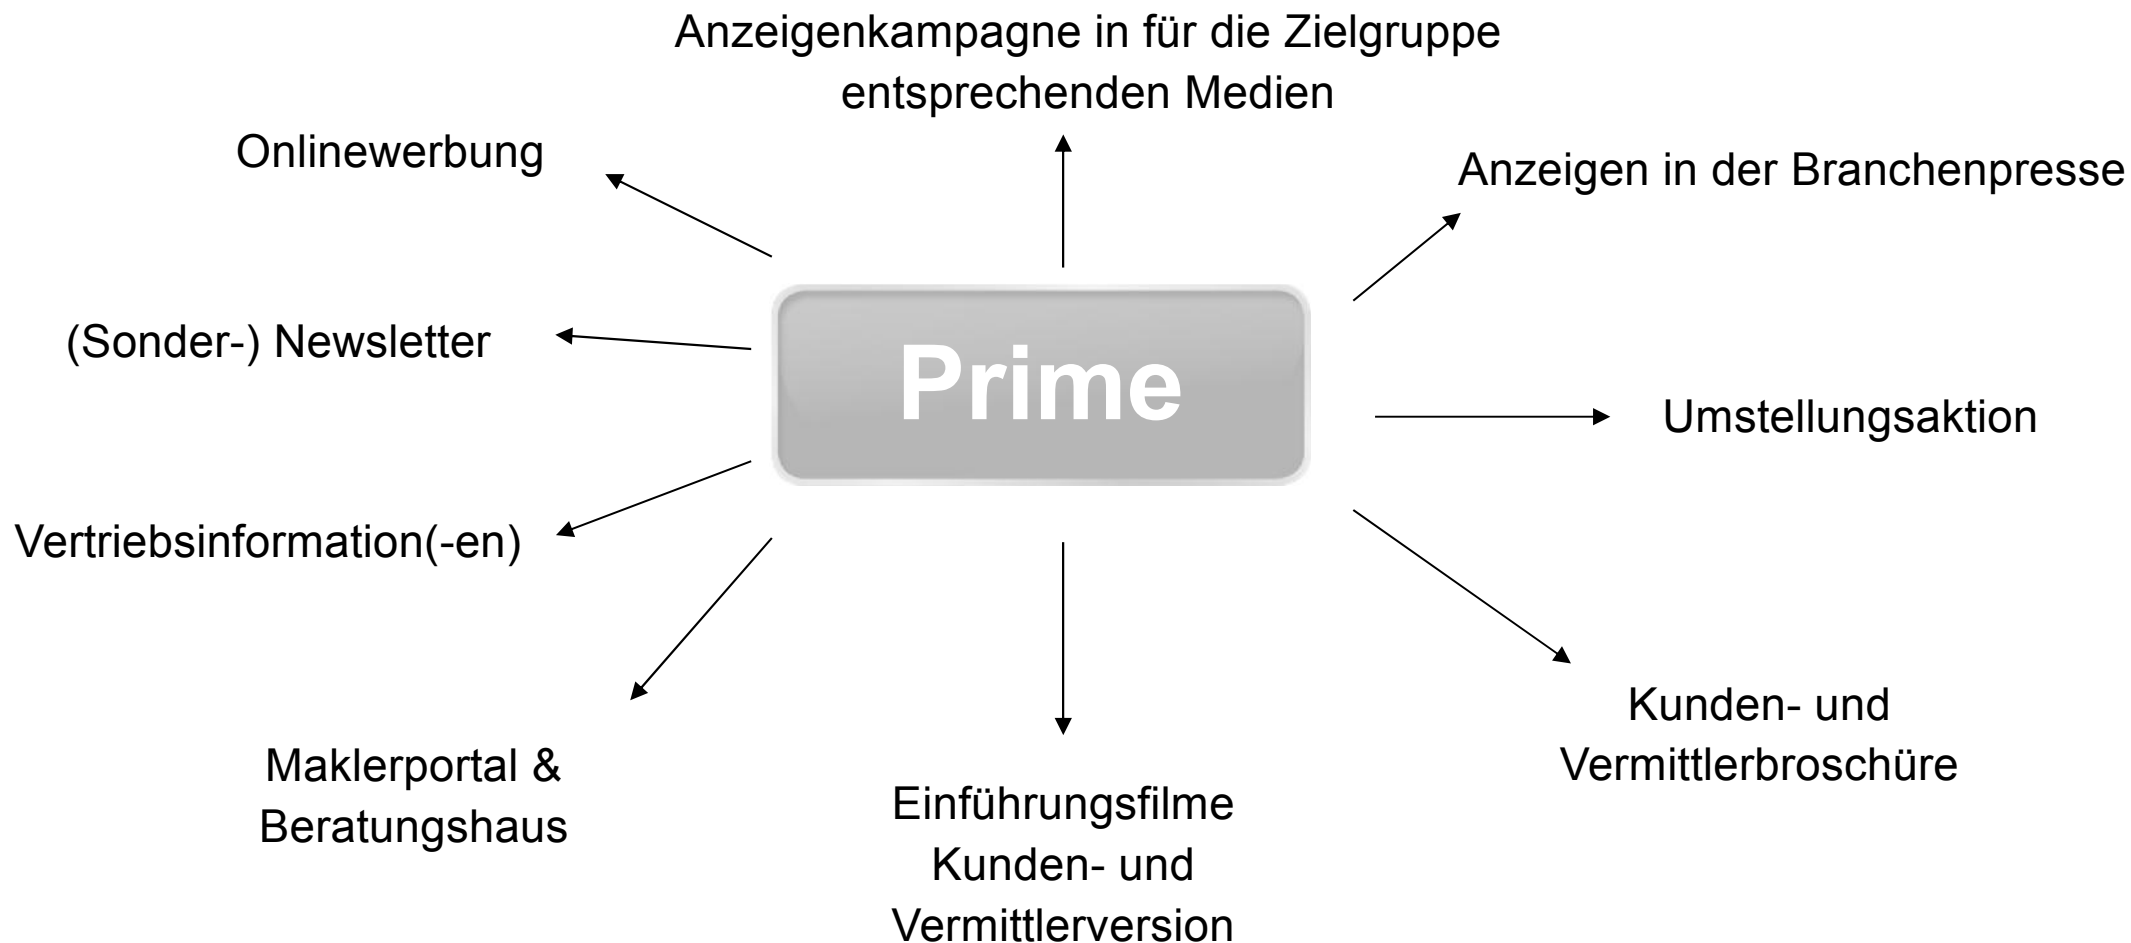 Anzeigenkampagne in für die Zielgruppe
entsprechenden Medien
Onlinewerbung
Anzeigen in der Branchenpresse
(Sonder-) Newsletter
Prime
Umstellungsaktion
Vertriebsinformation(-en)
Kunden- und
Vermittlerbroschüre
Maklerportal &
Beratungshaus
Einführungsfilme
Kunden- und
Vermittlerversion